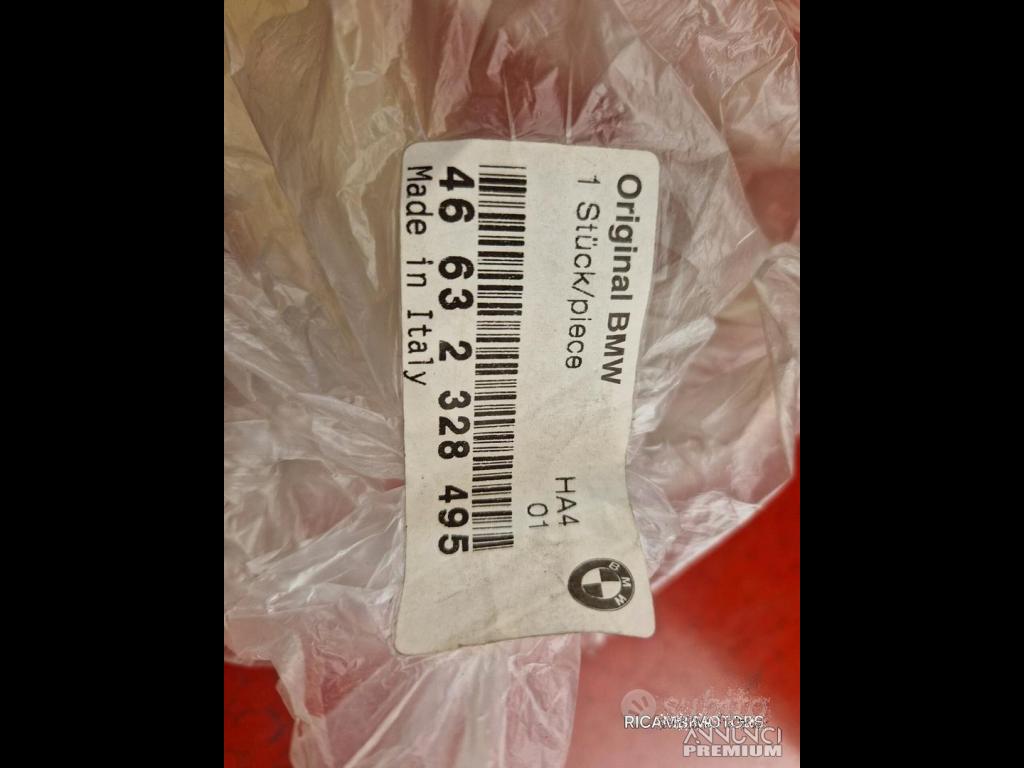 Original BMW
1 Stück/piece
HA4
01
46 63 2 328 495
Made in Italy
BMW
RICAMBIMOTORS
subito
ANNUNCI
PREMIUM